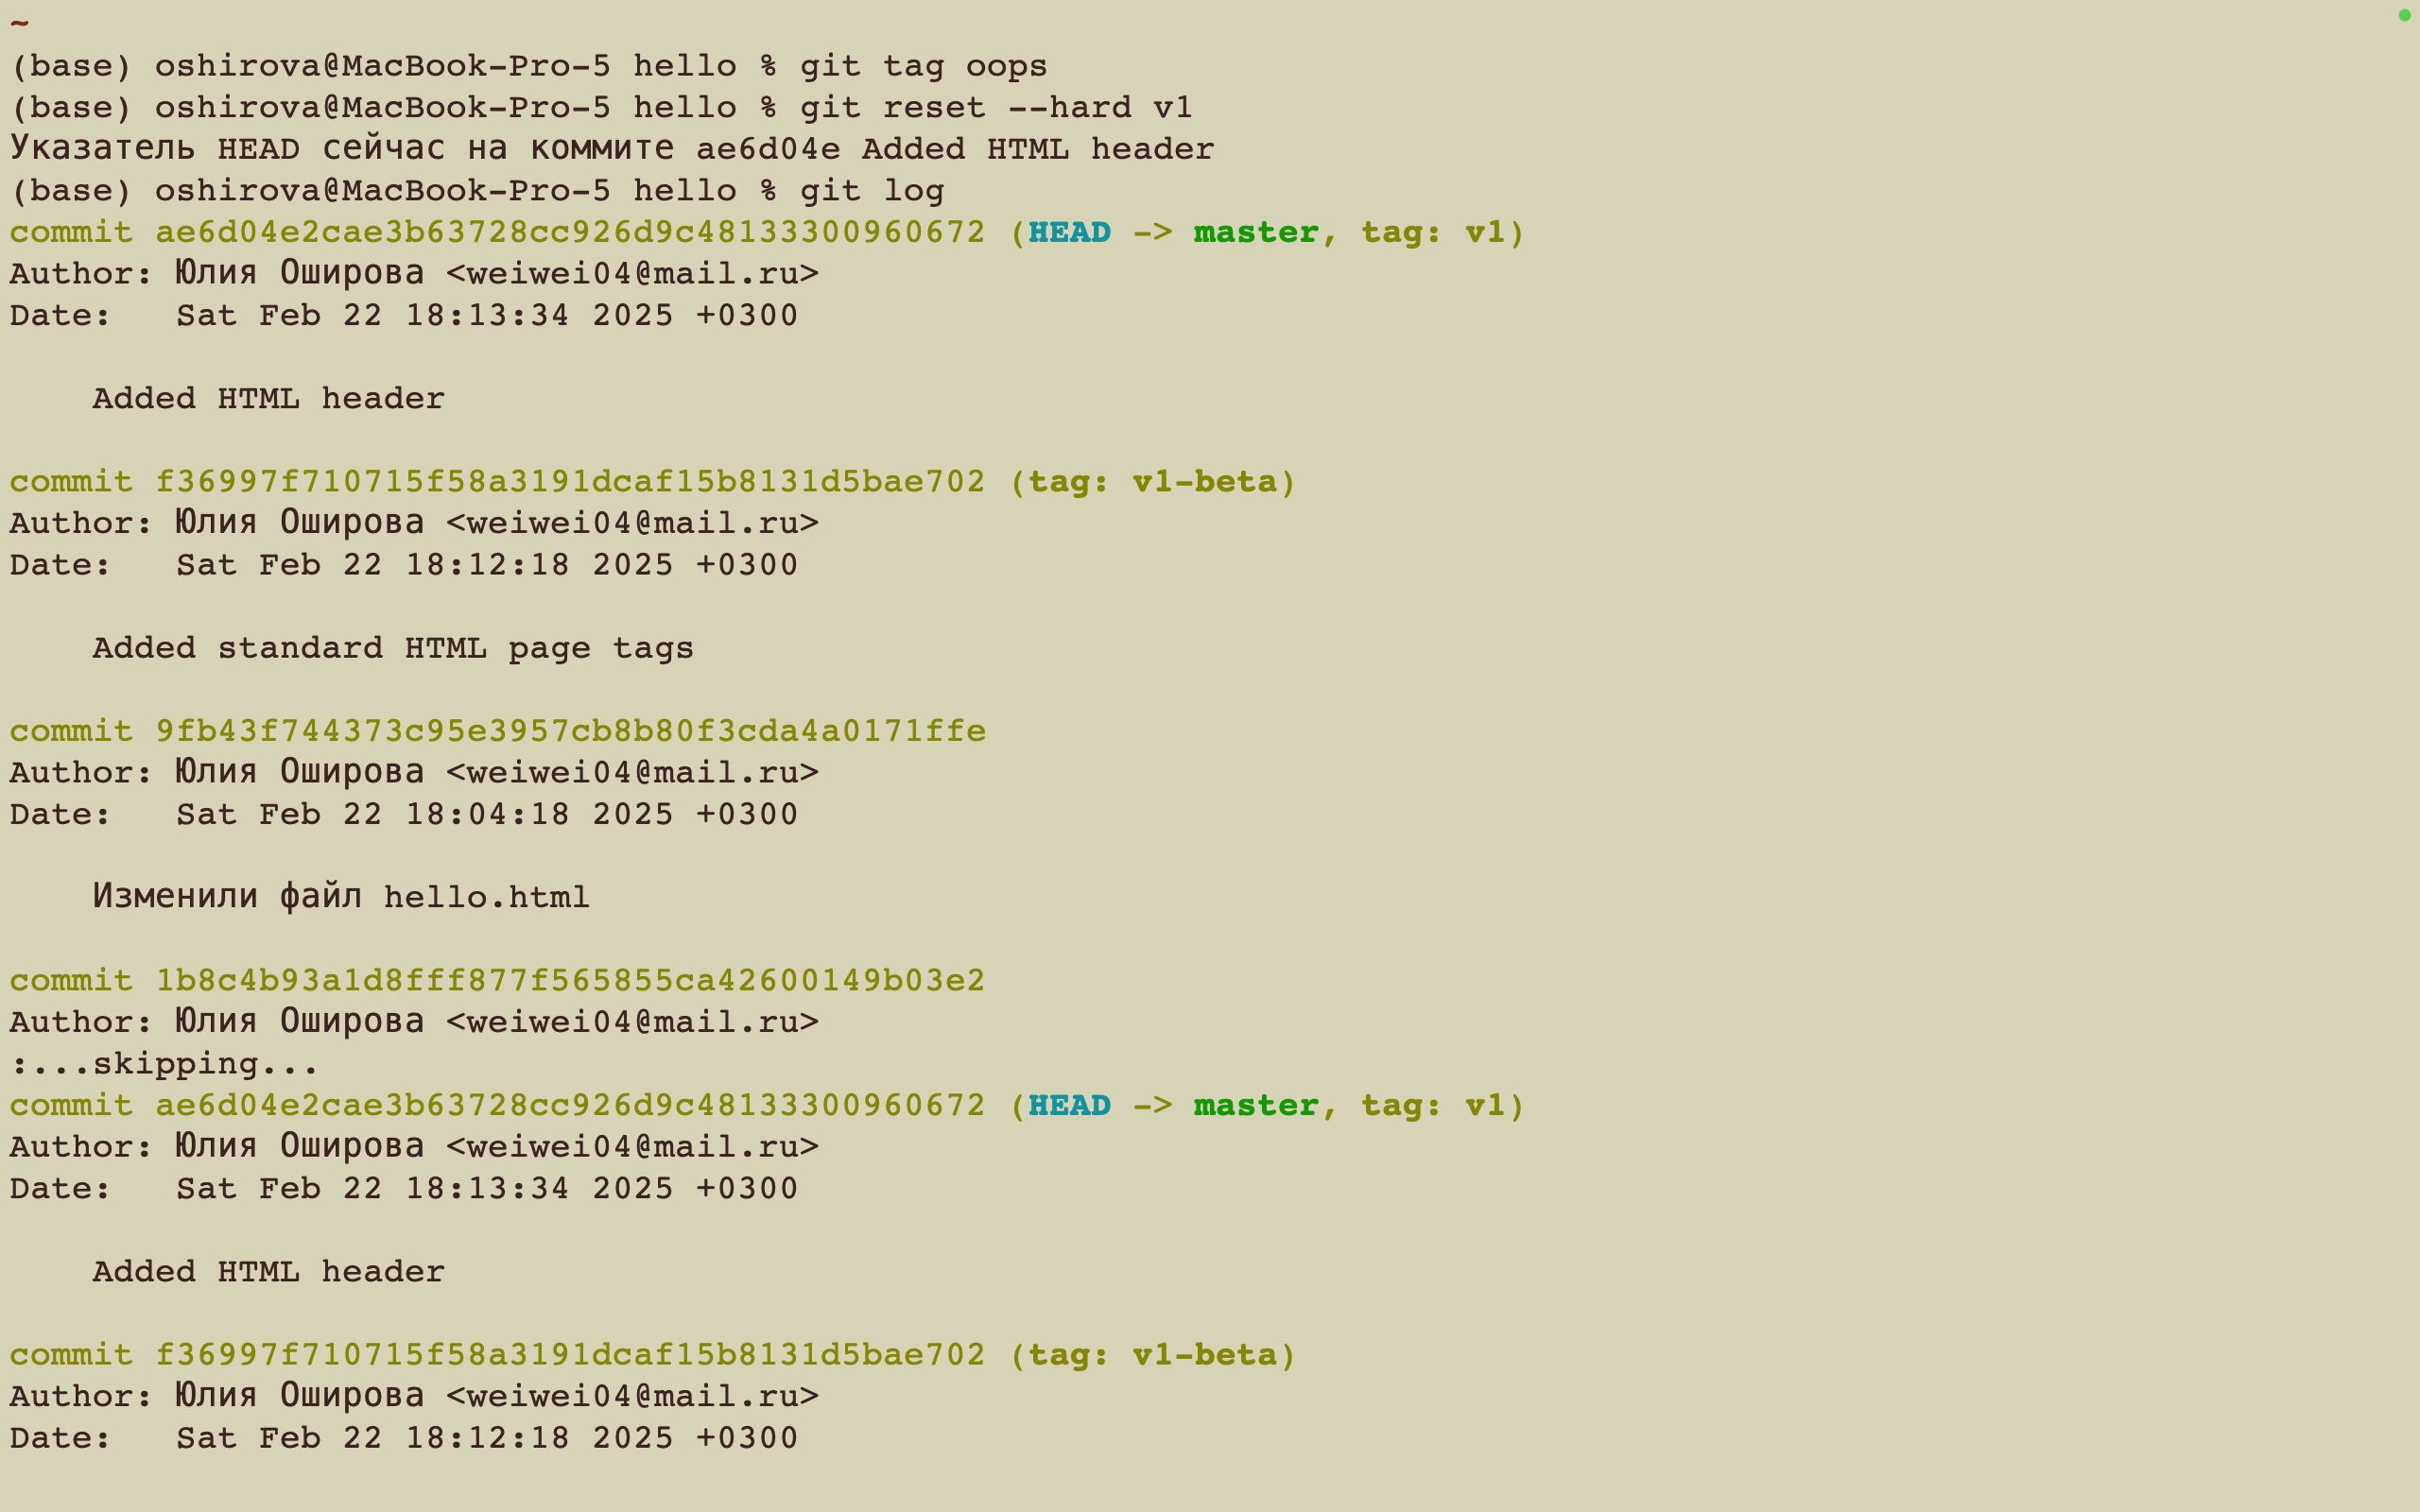 ~
(base) oshirova@MacBook-Pro-5 hello % git tag oops
(base) oshirova@MacBook-Pro-5 hello % git reset --hard v1
Указатель HEAD сейчас на коммите ae6d04e Added HTML header
(base) oshirova@MacBook-Pro-5 hello % git log
commit ae6d04e2cae3b63728cc926d9c48133300960672 (HEAD -> master, tag: v1)
Author: Юлия Оширова <weiwei04@mail.ru>
Date:   Sat Feb 22 18:13:34 2025 +0300
    Added HTML header
commit f36997f710715f58a3191dcaf15b8131d5bae702 (tag: v1-beta)
Author: Юлия Оширова <weiwei04@mail.ru>
Date:   Sat Feb 22 18:12:18 2025 +0300
    Added standard HTML page tags
commit 9fb43f744373c95e3957cb8b80f3cda4a0171ffe
Author: Юлия Оширова <weiwei04@mail.ru>
Date:   Sat Feb 22 18:04:18 2025 +0300
    Изменили файл hello.html
commit 1b8c4b93a1d8fff877f565855ca42600149b03e2
Author: Юлия Оширова <weiwei04@mail.ru>
:...skipping...
commit ae6d04e2cae3b63728cc926d9c48133300960672 (HEAD -> master, tag: v1)
Author: Юлия Оширова <weiwei04@mail.ru>
Date:   Sat Feb 22 18:13:34 2025 +0300
    Added HTML header
commit f36997f710715f58a3191dcaf15b8131d5bae702 (tag: v1-beta)
Author: Юлия Оширова <weiwei04@mail.ru>
Date:   Sat Feb 22 18:12:18 2025 +0300